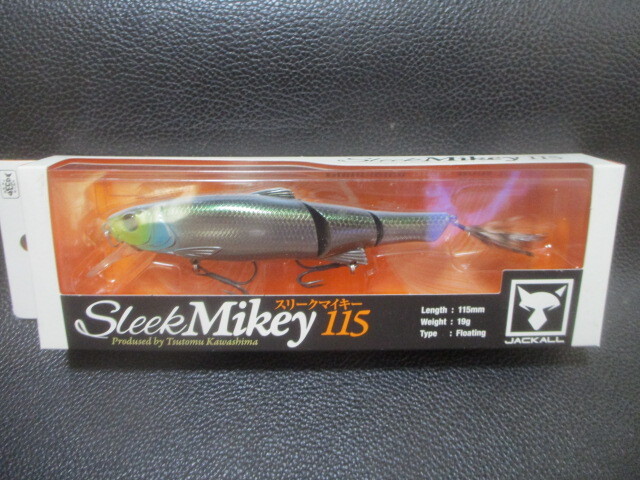 Sleek Mikey 115
スリークマイキー
Sleek Mikey 115
Prodused by Tsutomu Kawashima
Length : 115mm
Weight : 19g
Type : Floating
JACKALL